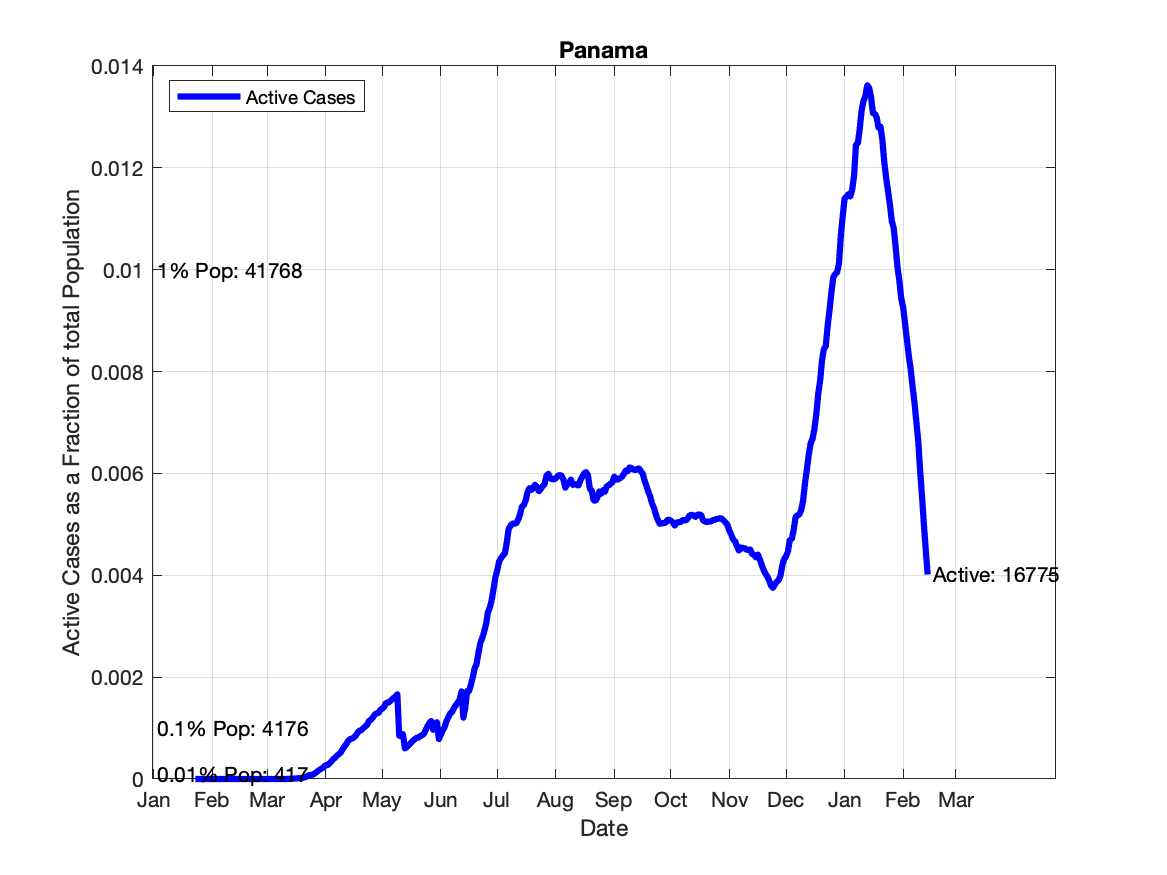 Panama
Active Cases
0.014
0.012
0.01
0.008
0.006
0.004
0.002
0
Active Cases as a Fraction of total Population
1% Pop: 41768
0.1% Pop: 4176
0.01% Pop: 417
Active: 16775
Jan Feb Mar Apr May Jun Jul Aug Sep Oct Nov Dec Jan Feb Mar
Date